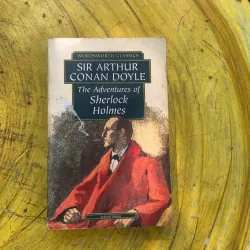 WORDSWORTH CLASSICS
SIR ARTHUR
CONAN DOYLE
The Adventures of
Sherlock
Holmes